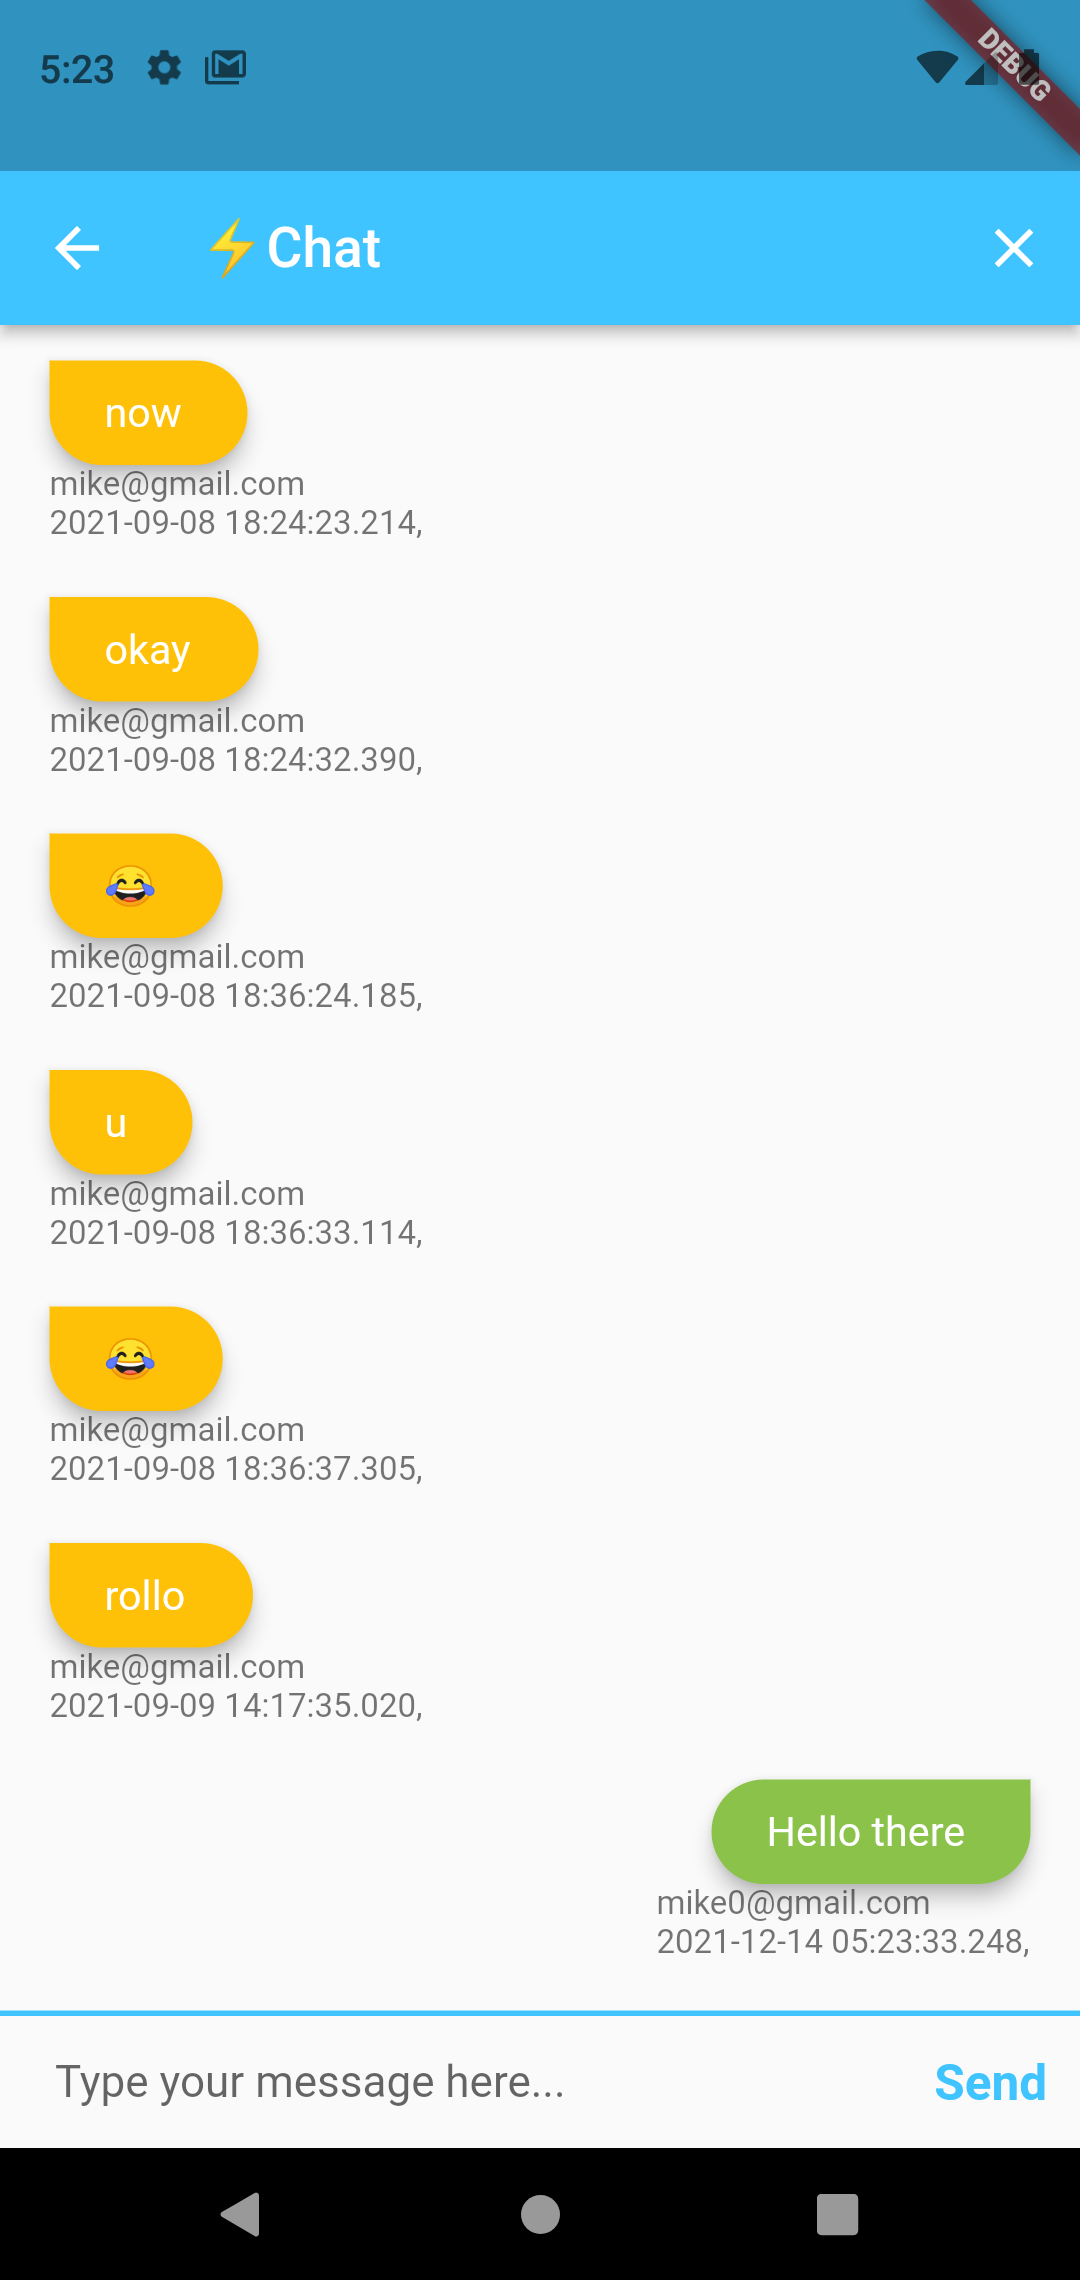 5:23
DEBUG
⚡Chat
now
mike@gmail.com
2021-09-08 18:24:23.214,
okay
mike@gmail.com
2021-09-08 18:24:32.390,
😂
mike@gmail.com
2021-09-08 18:36:24.185,
u
mike@gmail.com
2021-09-08 18:36:33.114,
😂
mike@gmail.com
2021-09-08 18:36:37.305,
rollo
mike@gmail.com
2021-09-09 14:17:35.020,
Hello there
mike0@gmail.com
2021-12-14 05:23:33.248,
Type your message here...
Send